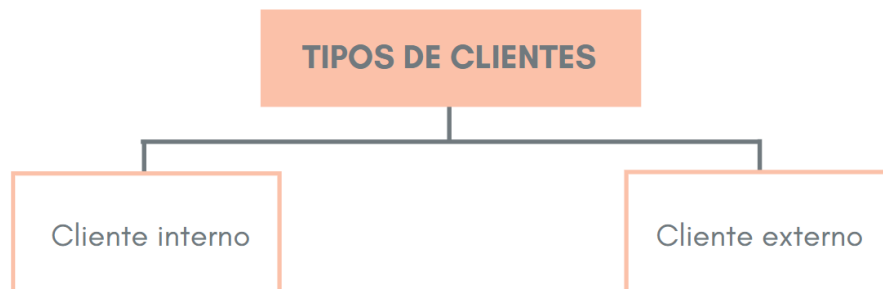 TIPOS DE CLIENTES
Cliente interno
Cliente externo